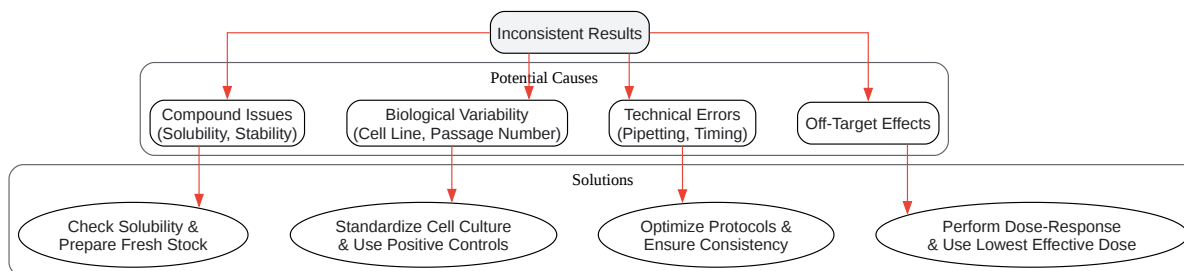 Inconsistent Results
Potential Causes
Compound Issues
(Solubility, Stability)
Biological Variability
(Cell Line, Passage Number)
Technical Errors
(Pipetting, Timing)
Off-Target Effects
Solutions
Check Solubility &
Prepare Fresh Stock
Standardize Cell Culture
& Use Positive Controls
Optimize Protocols &
Ensure Consistency
Perform Dose-Response
& Use Lowest Effective Dose